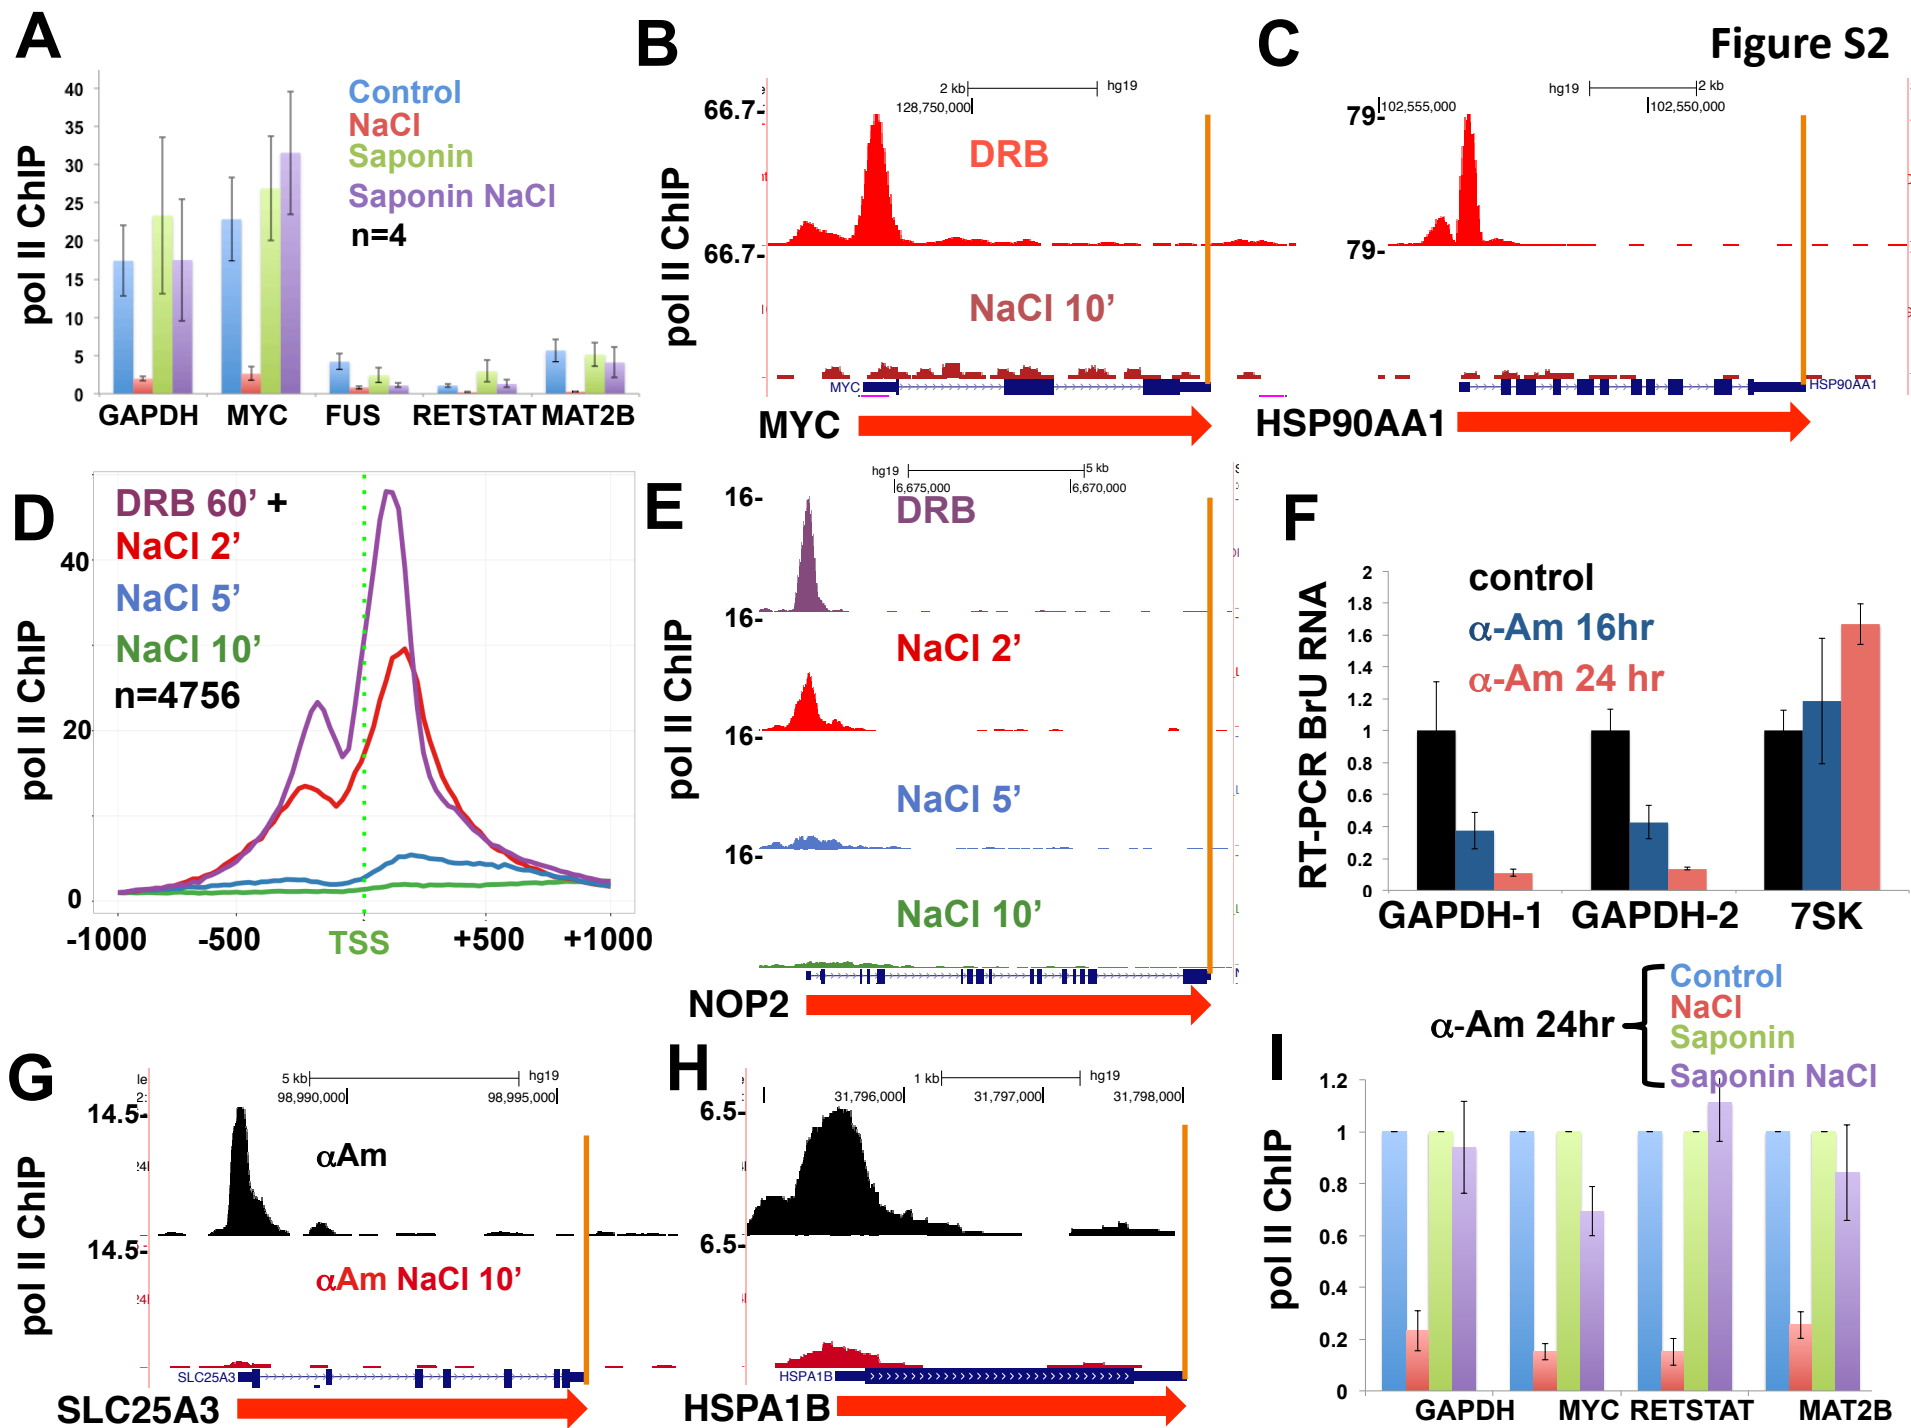 Figure S2
A
pol II ChIP
40
35
30
25
20
15
10
5
0
Control
NaCl
Saponin
Saponin NaCl
n=4
GAPDH MYC FUS RETSTAT MAT2B
B
pol II ChIP
2 kb hg19
128,750,000
66.7-
DRB
66.7-
NaCl 10’
MYC
MYC
C
hg19 2 kb
102,555,000 102,550,000
79-
79-
HSP90AA1
HSP90AA1
D
pol II ChIP
DRB 60’ +
NaCl 2’
NaCl 5’
NaCl 10’
n=4756
40
20
0
-1000 -500 TSS +500 +1000
E
pol II ChIP
hg19 5 kb
6,675,000 6,670,000
16-
DRB
16-
NaCl 2’
16-
NaCl 5’
16-
NaCl 10’
NOP2
F
RT-PCR BrU RNA
2
1.8
1.6
1.4
1.2
1
0.8
0.6
0.4
0.2
0
control
α-Am 16hr
α-Am 24 hr
GAPDH-1 GAPDH-2 7SK
G
pol II ChIP
le
2:
5 kb hg19
98,990,000 98,995,000
14.5-
αAm
14.5-
αAm NaCl 10’
SLC25A3
SLC25A3
H
1 kb hg19
31,796,000 31,797,000 31,798,000
6.5-
6.5-
HSPA1B
HSPA1B
I
α-Am 24hr
Control
NaCl
Saponin
Saponin NaCl
pol II ChIP
1.2
1
0.8
0.6
0.4
0.2
0
GAPDH MYC RETSTAT MAT2B